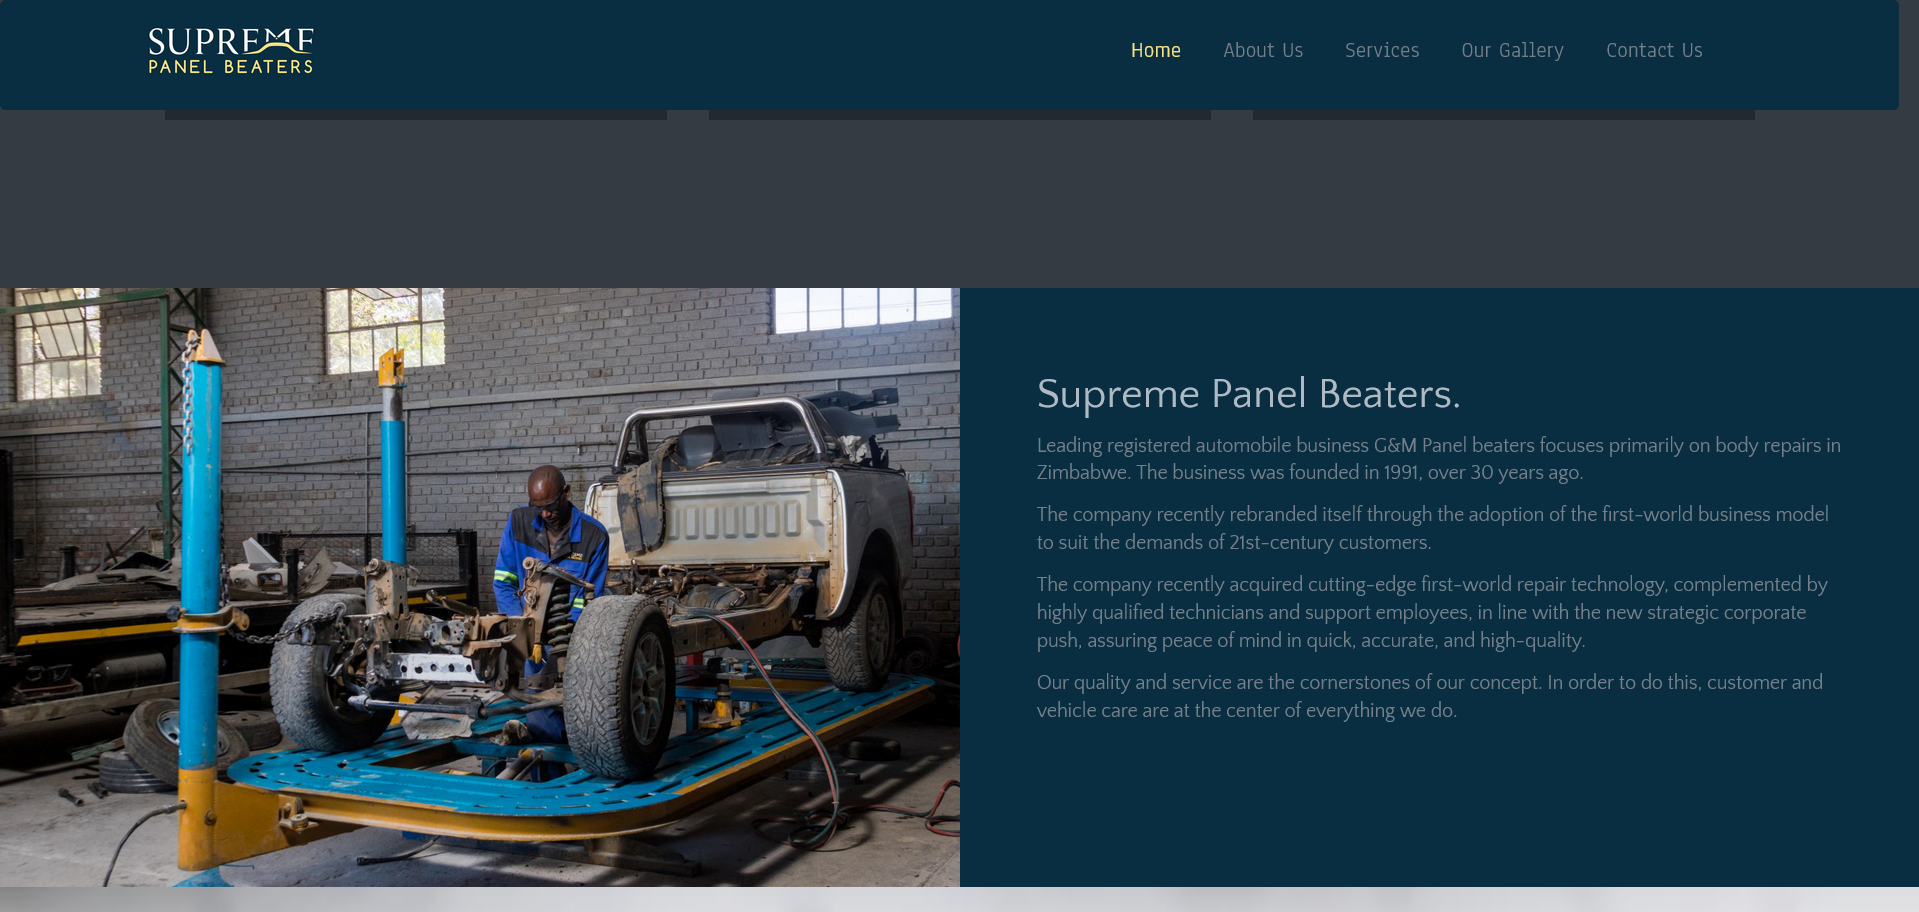 SUPREME
PANEL BEATERS
Home About Us Services Our Gallery Contact Us
Supreme Panel Beaters.
Leading registered automobile business G&M Panel beaters focuses primarily on body repairs in
Zimbabwe. The business was founded in 1991, over 30 years ago.
The company recently rebranded itself through the adoption of the first-world business model
to suit the demands of 21st-century customers.
The company recently acquired cutting-edge first-world repair technology, complemented by
highly qualified technicians and support employees, in line with the new strategic corporate
push, assuring peace of mind in quick, accurate, and high-quality.
Our quality and service are the cornerstones of our concept. In order to do this, customer and
vehicle care are at the center of everything we do.